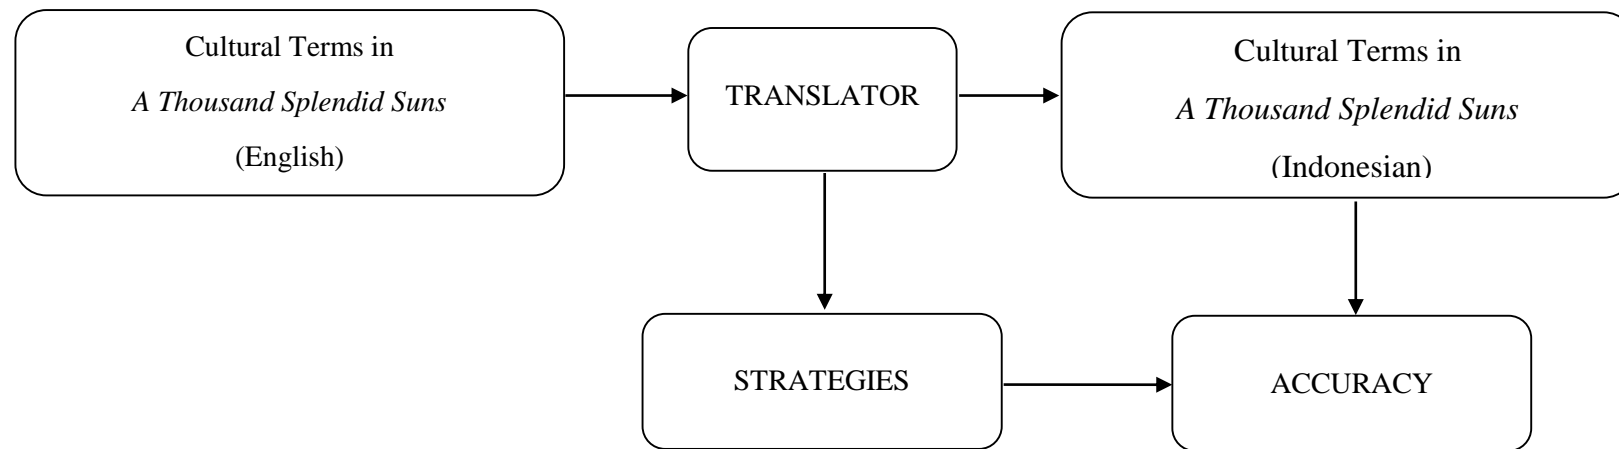 Cultural Terms in
A Thousand Splendid Suns
(English)
TRANSLATOR
Cultural Terms in
A Thousand Splendid Suns
(Indonesian)
STRATEGIES
ACCURACY